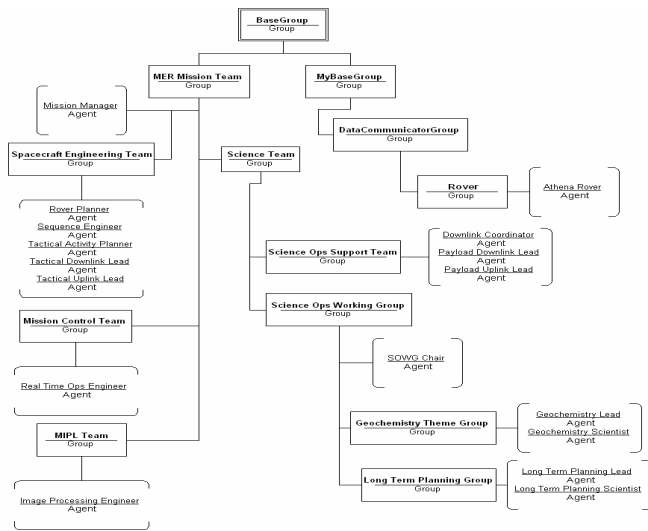 BaseGroup
Group
MER Mission Team
Group
MyBaseGroup
Group
Mission Manager
Agent
DataCommunicatorGroup
Group
Spacecraft Engineering Team
Group
Science Team
Group
Rover
Group
Athena Rover
Agent
Rover Planner
Agent
Sequence Engineer
Agent
Tactical Activity Planner
Agent
Tactical Downlink Lead
Agent
Tactical Uplink Lead
Agent
Science Ops Support Team
Group
Downlink Coordinator
Agent
Payload Downlink Lead
Agent
Payload Uplink Lead
Agent
Science Ops Working Group
Group
Mission Control Team
Group
SOWG Chair
Agent
Real Time Ops Engineer
Agent
Geochemistry Theme Group
Group
Geochemistry Lead
Agent
Geochemistry Scientist
Agent
MIPL Team
Group
Long Term Planning Group
Group
Long Term Planning Lead
Agent
Long Term Planning Scientist
Agent
Image Processing Engineer
Agent